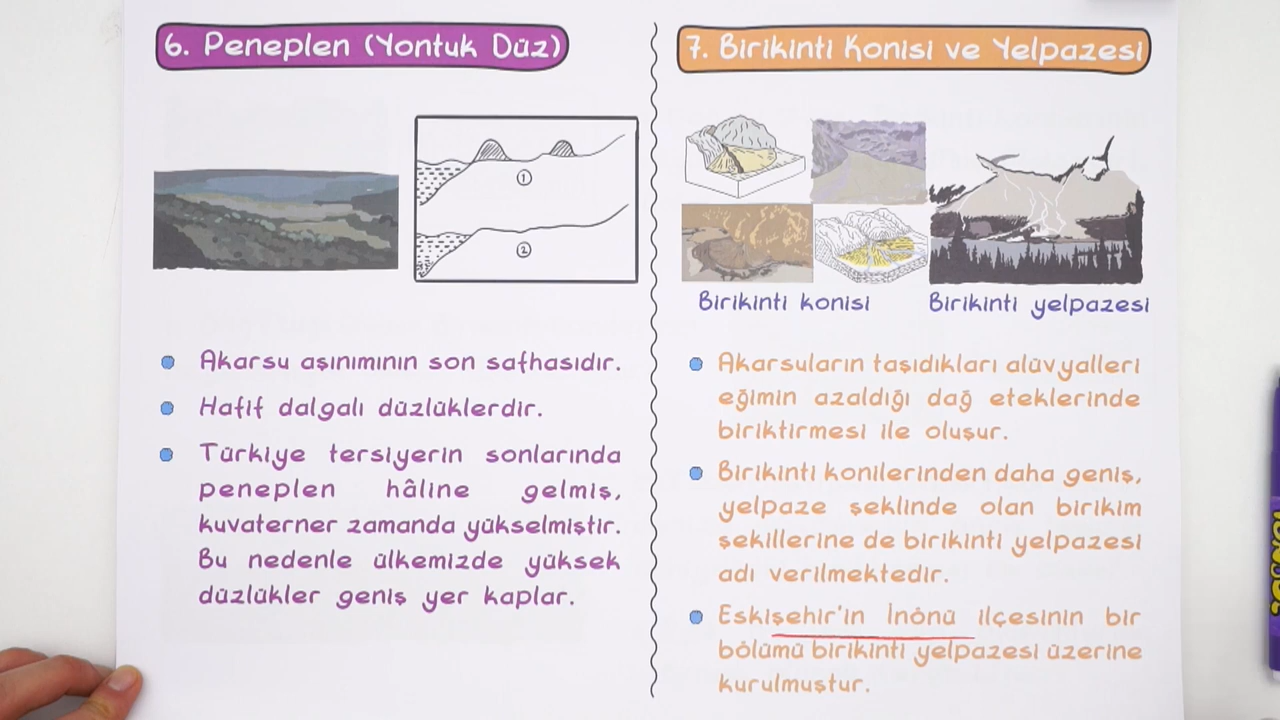 6. Peneplen (Yontuk Düz)
1
2
Akarsu aşınımının son safhasıdır.
Hafif dalgalı düzlüklerdir.
Türkiye tersiyerin sonlarında
peneplen hâline gelmiş,
kuvaterner zamanda yükselmiştir.
Bu nedenle ülkemizde yüksek
düzlükler geniş yer kaplar.
7. Birikinti Konisi ve Yelpazesi
Birikinti konisi
Birikinti yelpazesi
Akarsuların taşıdıkları alüvyalleri
eğimin azaldığı dağ eteklerinde
biriktirmesi ile oluşur.
Birikinti konilerinden daha geniş,
yelpaze şeklinde olan birikim
şekillerine de birikinti yelpazesi
adı verilmektedir.
Eskişehir'in İnönü ilçesinin bir
bölümü birikinti yelpazesi üzerine
kurulmuştur.